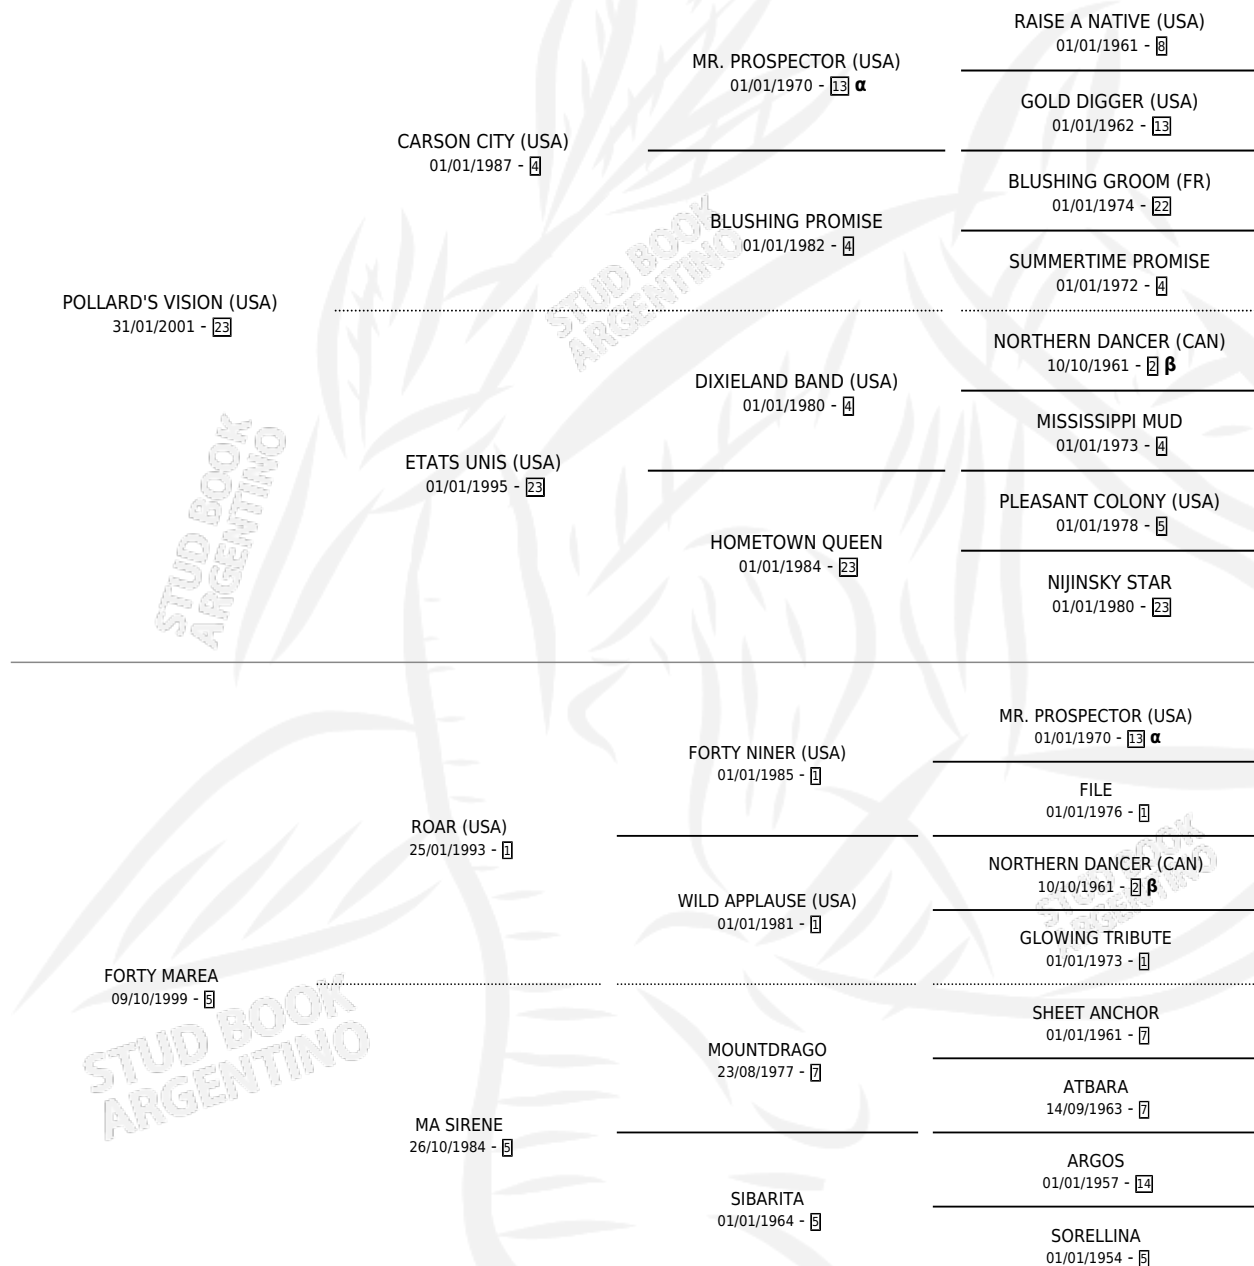 RAISE A NATIVE (USA)
01/01/1961 - 8
MR. PROSPECTOR (USA)
01/01/1970 - 13 α
GOLD DIGGER (USA)
01/01/1962 - 13
CARSON CITY (USA)
01/01/1987 - 4
BLUSHING GROOM (FR)
01/01/1974 - 22
BLUSHING PROMISE
01/01/1982 - 4
SUMMERTIME PROMISE
01/01/1972 - 4
POLLARD'S VISION (USA)
31/01/2001 - 23
NORTHERN DANCER (CAN)
10/10/1961 - 2 β
DIXIELAND BAND (USA)
01/01/1980 - 4
MISSISSIPPI MUD
01/01/1973 - 4
ETATS UNIS (USA)
01/01/1995 - 23
PLEASANT COLONY (USA)
01/01/1978 - 5
HOMETOWN QUEEN
01/01/1984 - 23
NIJINSKY STAR
01/01/1980 - 23
MR. PROSPECTOR (USA)
01/01/1970 - 13 α
FORTY NINER (USA)
01/01/1985 - 1
FILE
01/01/1976 - 1
ROAR (USA)
25/01/1993 - 1
NORTHERN DANCER (CAN)
10/10/1961 - 2 β
WILD APPLAUSE (USA)
01/01/1981 - 1
GLOWING TRIBUTE
01/01/1973 - 1
FORTY MAREA
09/10/1999 - 5
SHEET ANCHOR
01/01/1961 - 7
MOUNTDRAGO
23/08/1977 - 7
ATBARA
14/09/1963 - 7
MA SIRENE
26/10/1984 - 5
ARGOS
01/01/1957 - 14
SIBARITA
01/01/1964 - 5
SORELLINA
01/01/1954 - 5
STUD BOOK
ARGENTINO
STUD BOOK
ARGENTINO
STUD BOOK
ARGENTINO
STUD BOOK
ARGENTINO